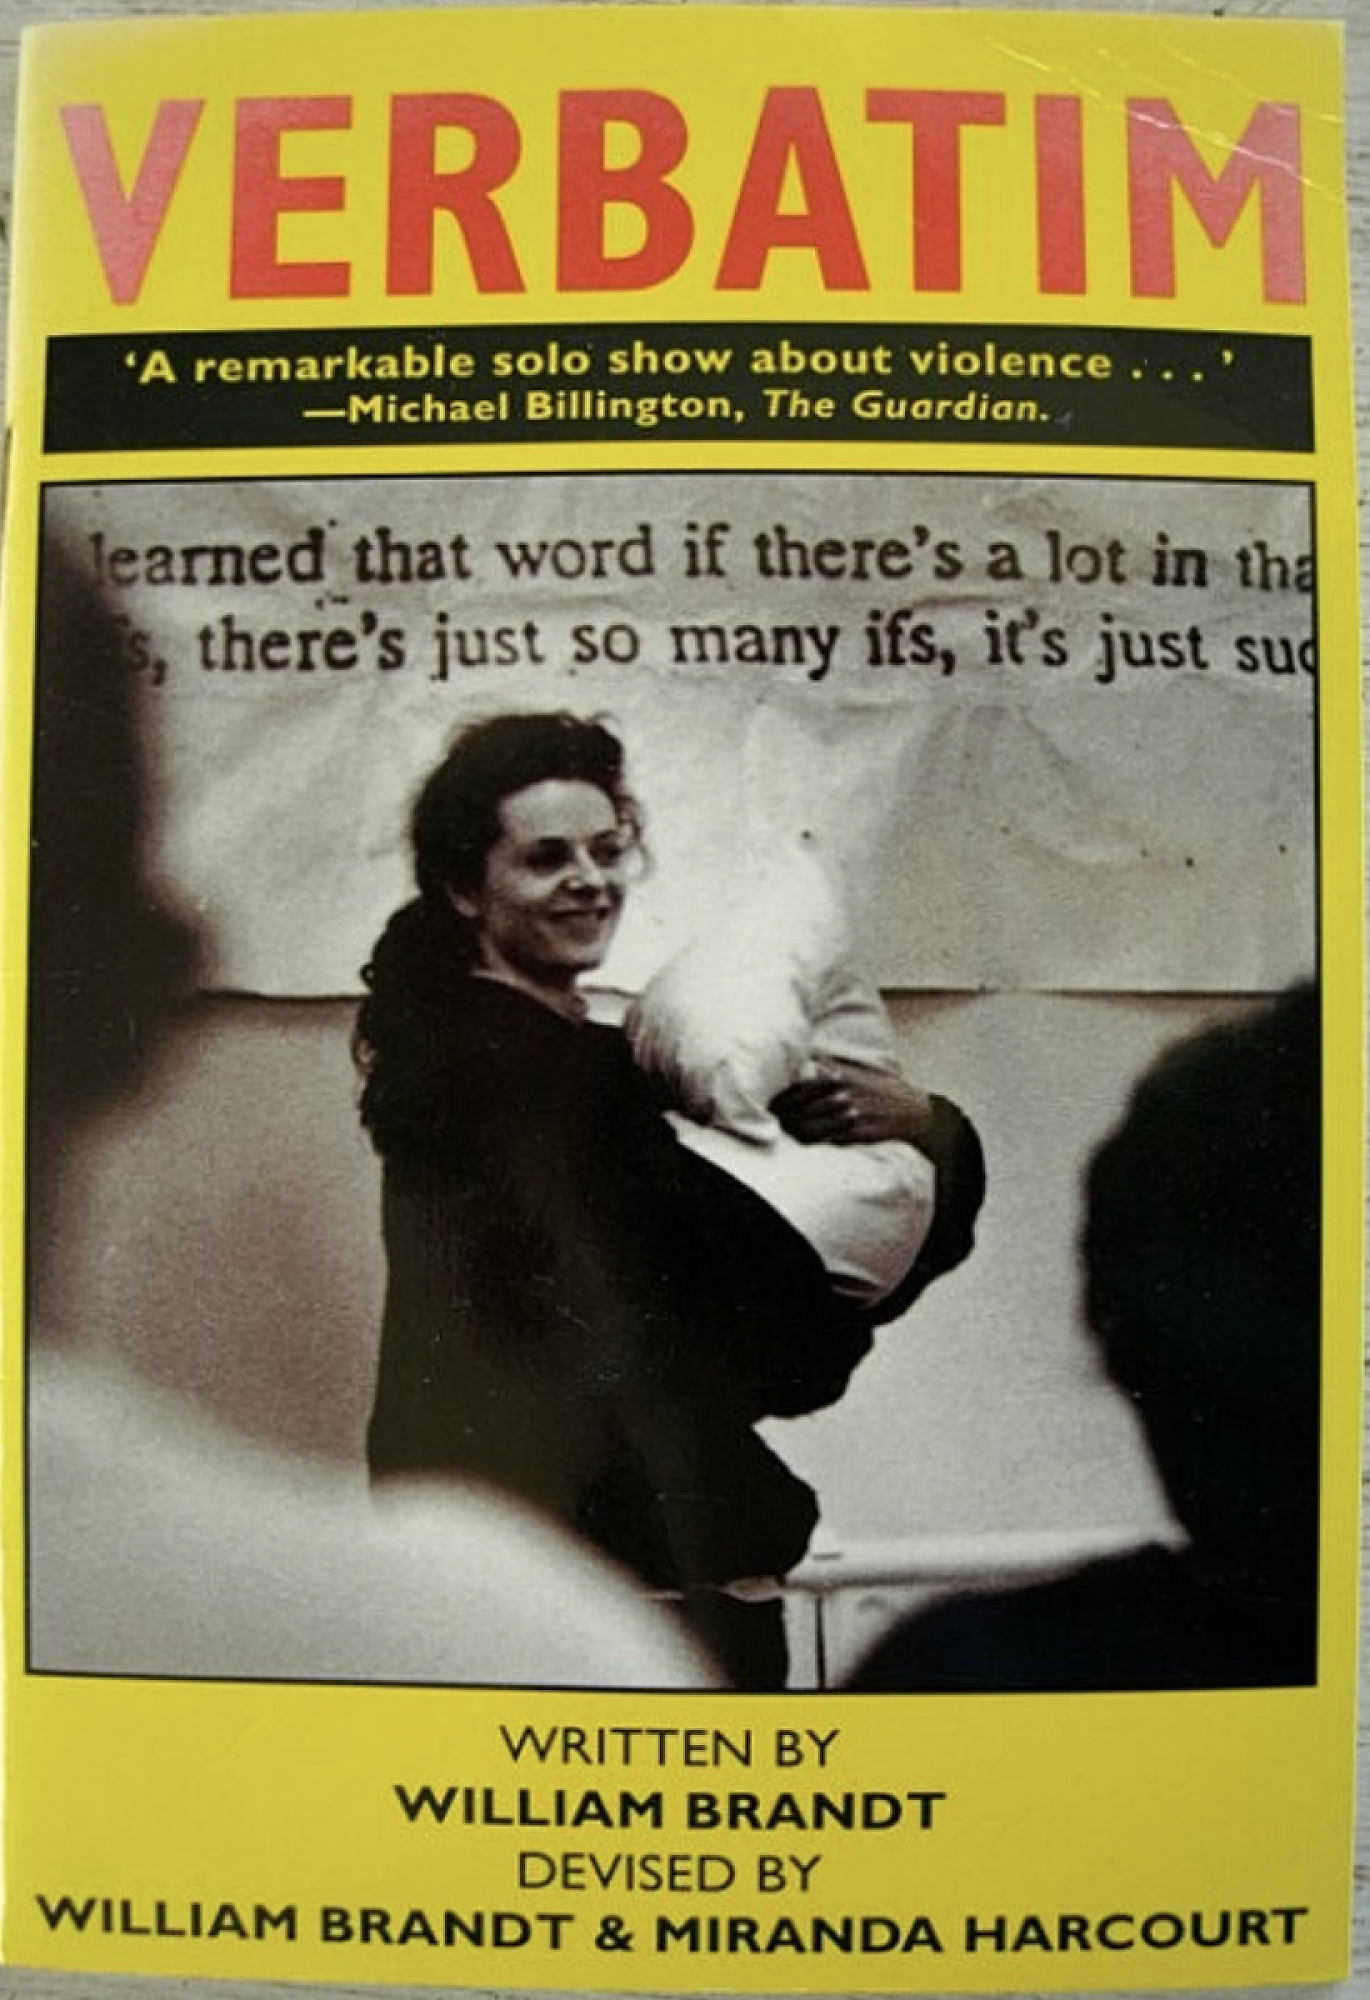 VERBATIM
‘A remarkable solo show about violence . . . ’
—Michael Billington, The Guardian.
learned that word if there's a lot in tha
s, there's just so many ifs, it's just suc
WRITTEN BY
WILLIAM BRANDT
DEVISED BY
WILLIAM BRANDT & MIRANDA HARCOURT